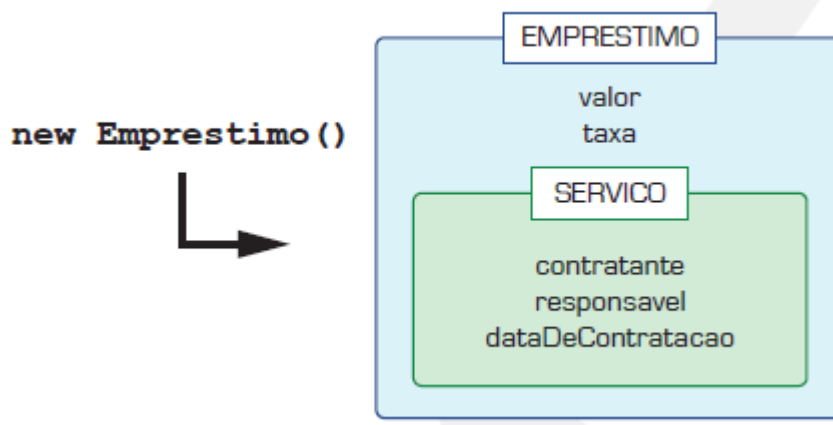 new Emprestimo()
EMPRESTIMO
valor
taxa
SERVICO
contratante
responsavel
dataDeContratacao